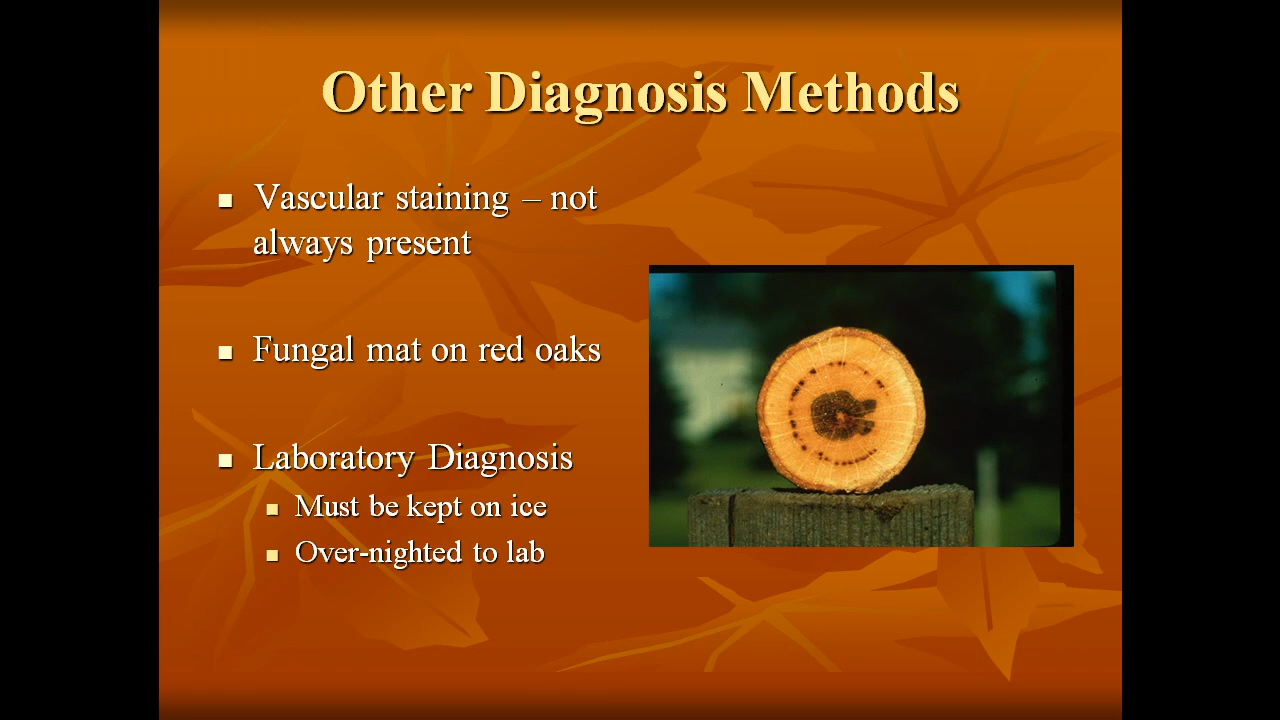 Other Diagnosis Methods
Vascular staining – not
always present
Fungal mat on red oaks
Laboratory Diagnosis
Must be kept on ice
Over-nighted to lab